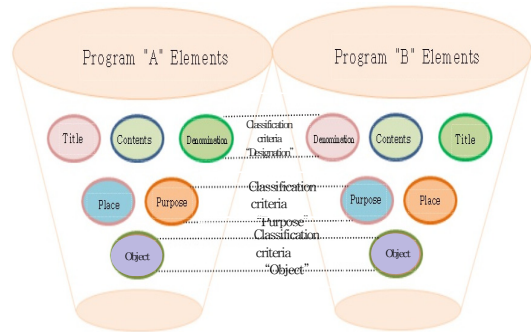 Program "A" Elements
Program "B" Elements
Title
Contents
Denomination
Classification
criteria
"Designation"
Denomination
Contents
Title
Place
Purpose
Classification
criteria
"Purpose"
Purpose
Place
Object
Classification
criteria
"Object"
Object